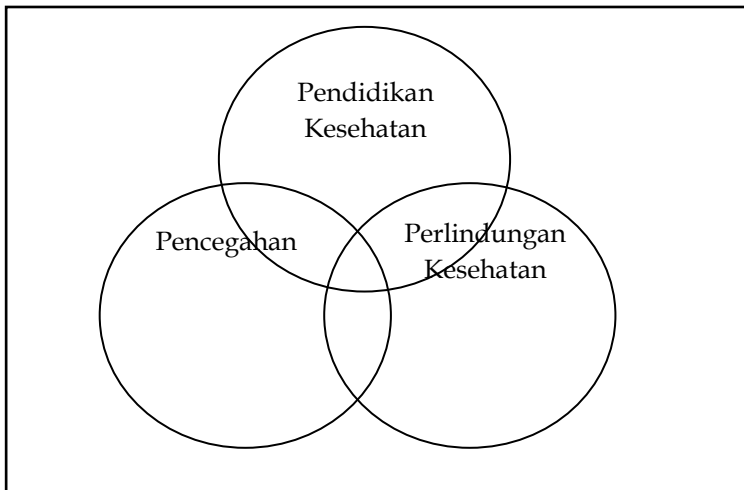 Pendidikan
Kesehatan
Pencegahan
Perlindungan
Kesehatan